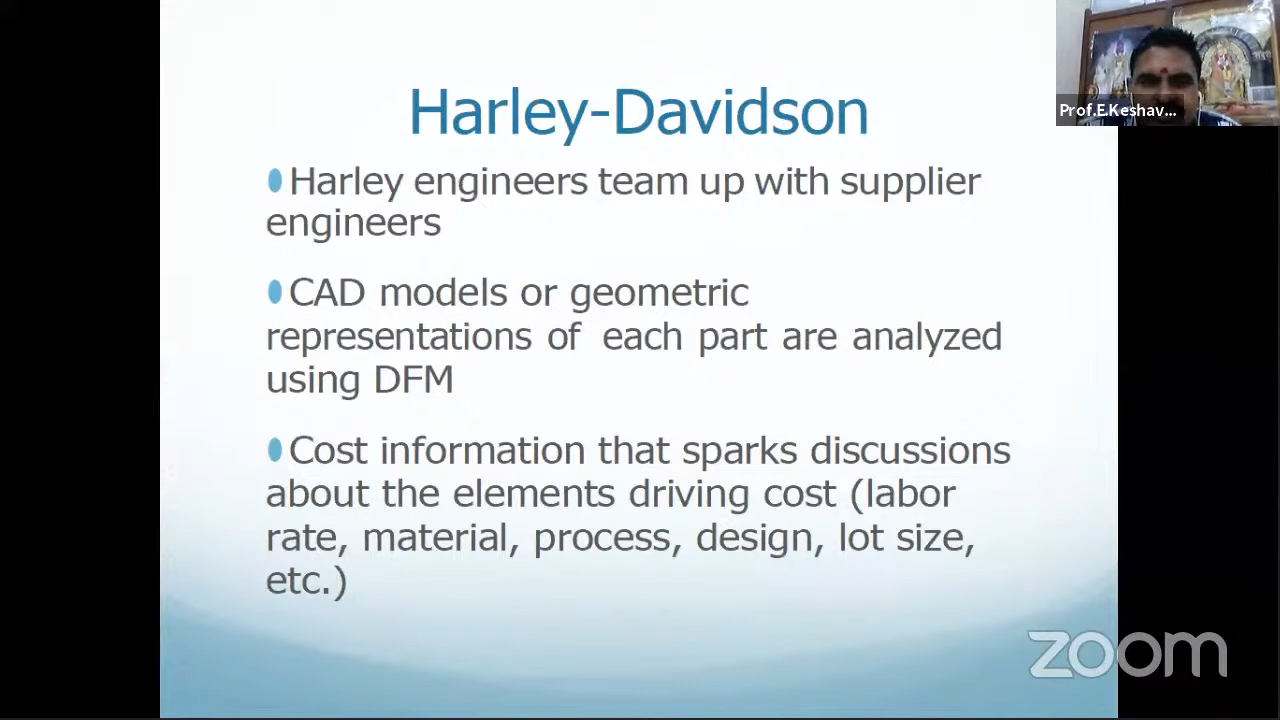 Harley-Davidson
Harley engineers team up with supplier
engineers
CAD models or geometric
representations of each part are analyzed
using DFM
Cost information that sparks discussions
about the elements driving cost (labor
rate, material, process, design, lot size,
etc.)
Prof.E.Keshav...
zoom